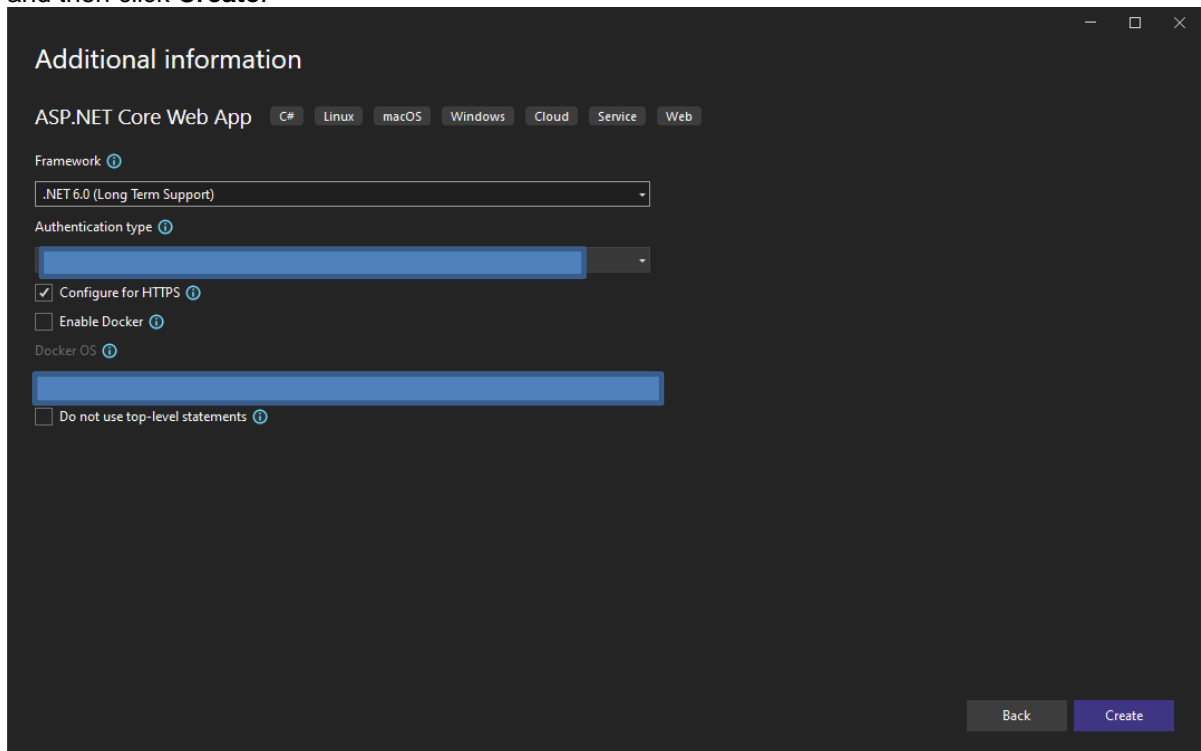 and then click Create.
Additional information
ASP.NET Core Web App C# Linux macOS Windows Cloud Service Web
Framework
.NET 6.0 (Long Term Support)
Authentication type
Configure for HTTPS
Enable Docker
Docker OS
Do not use top-level statements
Back Create